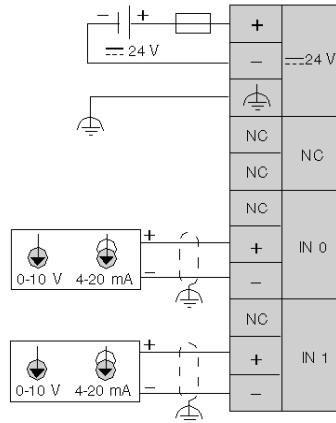 - +
+
⎓ 24 V
-
⎓ 24 V
NC
NC
NC
NC
+
+
IN 0
0-10 V 4-20 mA
-
-
NC
+
+
IN 1
0-10 V 4-20 mA
-
-